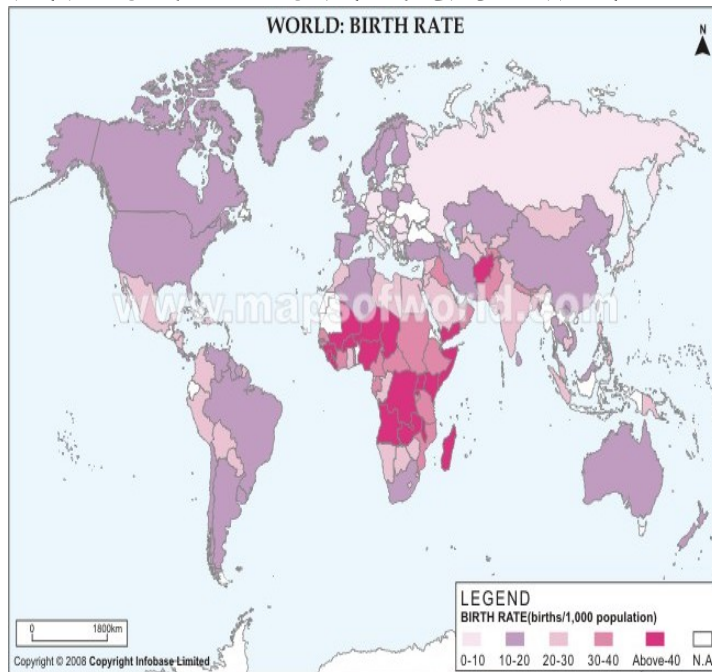 WORLD: BIRTH RATE
N
www.mapsofworld.com
LEGEND
BIRTH RATE(births/1,000 population)
0-10 10-20 20-30 30-40 Above-40 N.A
0 1800km
Copyright © 2008 Copyright Infobase Limited